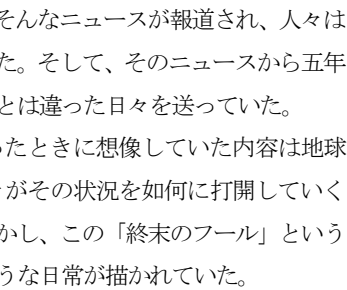 そんなニュースが報道され、人々は
た。そして、そのニュースから五年
とは違った日々を送っていた。
ったときに想像していた内容は地球
がその状況を如何に打開していく
かし、この「終末のフール」という
うな日常が描かれていた。